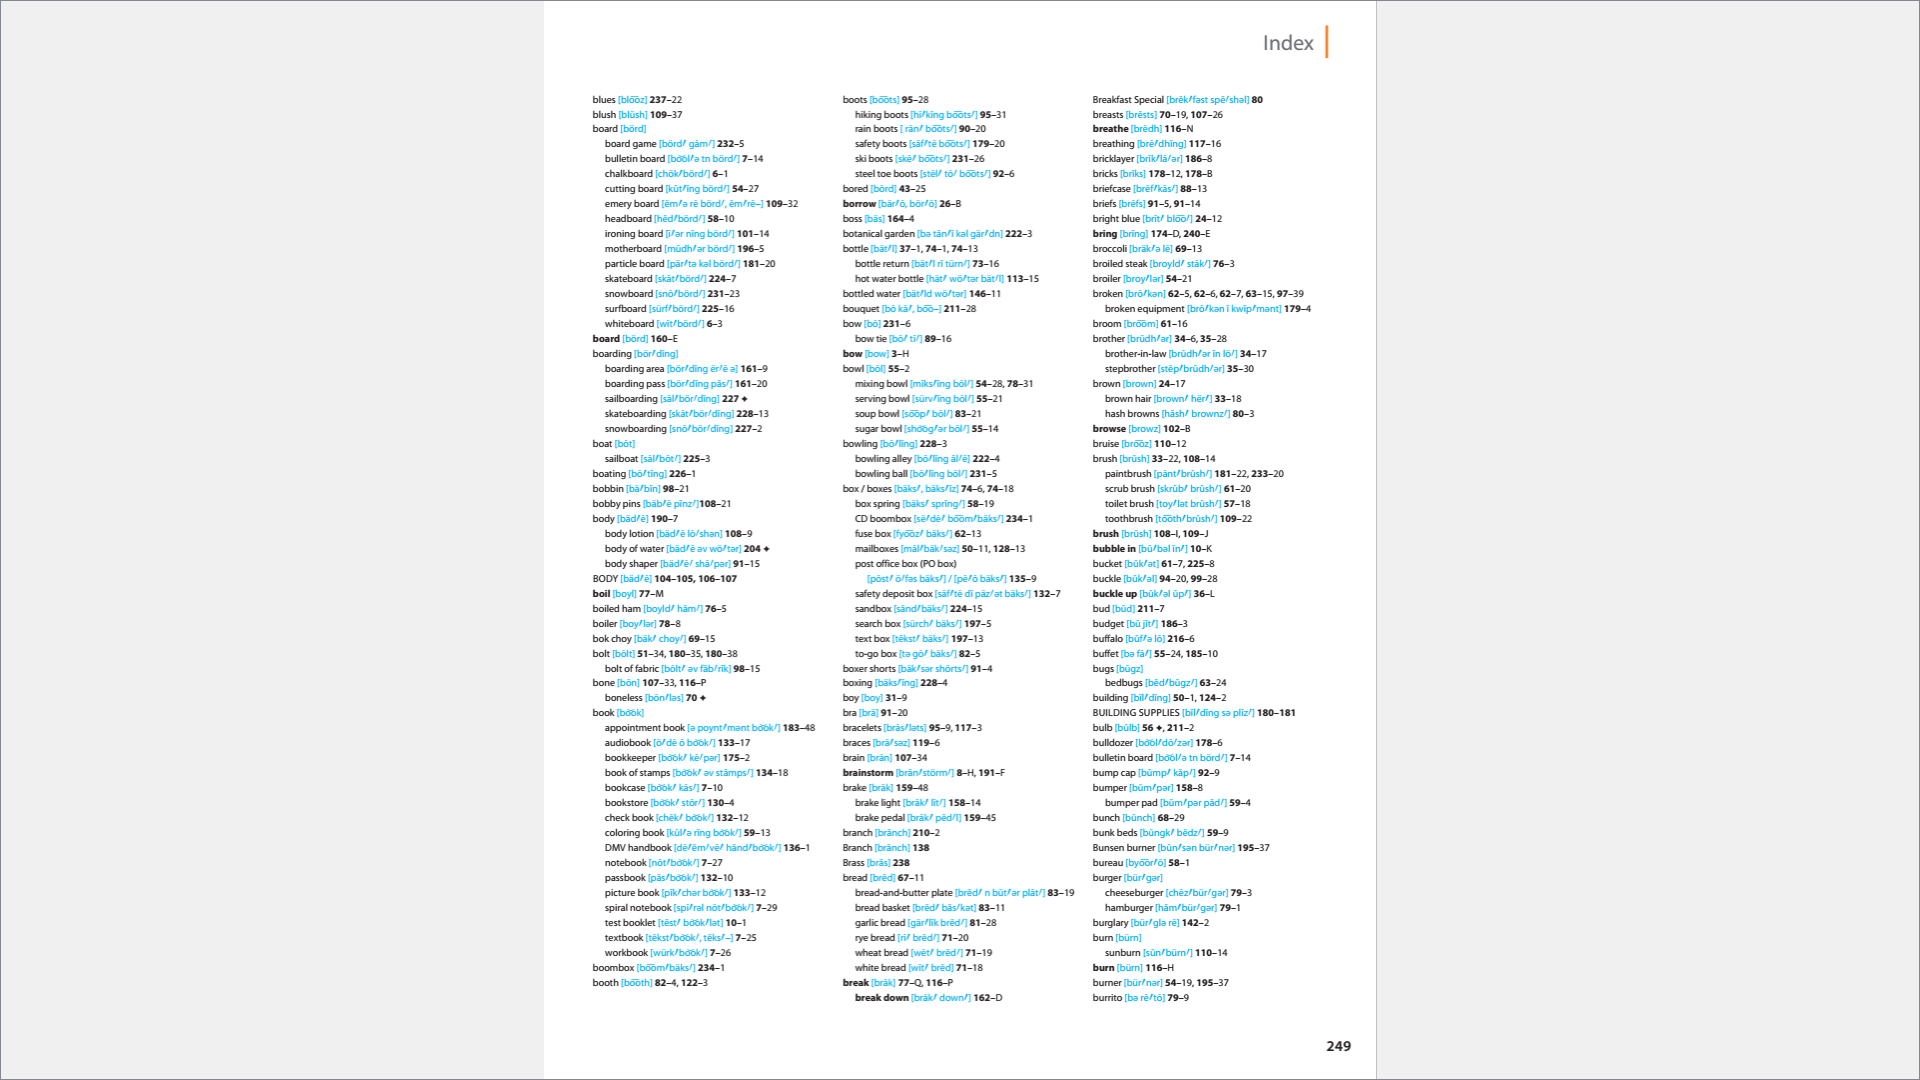 Index
blues [blo͞oz] 237–22
blush [blŭsh] 109–37
board [börd]
board game [börd′ gām′] 232–5
bulletin board [bo͝ol′ə tn börd′] 7–14
chalkboard [chök′börd′] 6–1
cutting board [kŭt′ĭng börd′] 54–27
emery board [ĕm′ə rē börd′, ĕm′rē–] 109–32
headboard [hĕd′börd′] 58–10
ironing board [ī′ər nĭng börd′] 101–14
motherboard [mŭdh′ər börd′] 196–5
particle board [pär′tə kəl börd′] 181–20
skateboard [skāt′börd′] 224–7
snowboard [snō′börd′] 231–23
surfboard [sürf′börd′] 225–16
whiteboard [wīt′börd′] 6–3
board [börd] 160–E
boarding [bör′dĭng]
boarding area [bör′dĭng ër′ē ə] 161–9
boarding pass [bör′dĭng păs′] 161–20
sailboarding [sāl′bör′dĭng] 227 ✦
skateboarding [skāt′bör′dĭng] 228–13
snowboarding [snō′bör′dĭng] 227–2
boat [bōt]
sailboat [sāl′bōt′] 225–3
boating [bō′tĭng] 226–1
bobbin [bä′bĭn] 98–21
bobby pins [bäb′ē pĭnz′]108–21
body [bäd′ē] 190–7
body lotion [bäd′ē lō′shən] 108–9
body of water [bäd′ē əv wö′tər] 204 ✦
body shaper [bäd′ē′ shā′pər] 91–15
BODY [bäd′ē] 104–105, 106–107
boil [boyl] 77–M
boiled ham [boyld′ hăm′] 76–5
boiler [boy′lər] 78–8
bok choy [bäk′ choy′] 69–15
bolt [bōlt] 51–34, 180–35, 180–38
bolt of fabric [bōlt′ əv făb′rĭk] 98–15
bone [bōn] 107–33, 116–P
boneless [bōn′ləs] 70 ✦
book [bo͝ok]
appointment book [ə poynt′mənt bo͝ok′] 183–48
audiobook [ö′dē ō bo͝ok′] 133–17
bookkeeper [bo͝ok′ kē′pər] 175–2
book of stamps [bo͝ok′ əv stămps′] 134–18
bookcase [bo͝ok′ kās′] 7–10
bookstore [bo͝ok′ stör′] 130–4
check book [chĕk′ bo͝ok′] 132–12
coloring book [kŭl′ə rĭng bo͝ok′] 59–13
DMV handbook [dē′ĕm′vē′ hănd′bo͝ok′] 136–1
notebook [nōt′bo͝ok′] 7–27
passbook [păs′bo͝ok′] 132–10
picture book [pĭk′chər bo͝ok′] 133–12
spiral notebook [spī′rəl nōt′bo͝ok′] 7–29
test booklet [tĕst′ bo͝ok′lət] 10–1
textbook [tĕkst′bo͝ok′, tĕks′–] 7–25
workbook [würk′bo͝ok′] 7–26
boombox [bo͞om′bäks′] 234–1
booth [bo͞oth] 82–4, 122–3
boots [bo͞ots] 95–28
hiking boots [hī′kĭng bo͞ots′] 95–31
rain boots [ rān′ bo͞ots′] 90–20
safety boots [sāf′tē bo͞ots′] 179–20
ski boots [skē′ bo͞ots′] 231–26
steel toe boots [stēl′ tō′ bo͞ots′] 92–6
bored [börd] 43–25
borrow [bär′ō, bör′ō] 26–B
boss [bös] 164–4
botanical garden [bə tăn′ĭ kəl gär′dn] 222–3
bottle [bät′l] 37–1, 74–1, 74–13
bottle return [bät′l rĭ türn′] 73–16
hot water bottle [hät′ wö′tər bät′l] 113–15
bottled water [bät′ld wö′tər] 146–11
bouquet [bō kā′, bo͞o–] 211–28
bow [bō] 231–6
bow tie [bō′ tī′] 89–16
bow [bow] 3–H
bowl [bōl] 55–2
mixing bowl [mĭks′ĭng bōl′] 54–28, 78–31
serving bowl [sürv′ĭng bōl′] 55–21
soup bowl [so͞op′ bōl′] 83–21
sugar bowl [sho͝og′ər bōl′] 55–14
bowling [bō′lĭng] 228–3
bowling alley [bō′lĭng ăl′ē] 222–4
bowling ball [bō′lĭng böl′] 231–5
box / boxes [bäks′, bäks′ĭz] 74–6, 74–18
box spring [bäks′ sprĭng′] 58–19
CD boombox [sē′dē′ bo͞om′bäks′] 234–1
fuse box [fyo͞oz′ bäks′] 62–13
mailboxes [māl′bäk′səz] 50–11, 128–13
post office box (PO box)
[pōst′ ö′fəs bäks′] / [pē′ō bäks′] 135–9
safety deposit box [sāf′tē dĭ päz′ət bäks′] 132–7
sandbox [sănd′bäks′] 224–15
search box [sürch′ bäks′] 197–5
text box [tĕkst′ bäks′] 197–13
to-go box [tə gō′ bäks′] 82–5
boxer shorts [bäk′sər shörts′] 91–4
boxing [bäks′ĭng] 228–4
boy [boy] 31–9
bra [brä] 91–20
bracelets [brās′ləts] 95–9, 117–3
braces [brā′səz] 119–6
brain [brān] 107–34
brainstorm [brān′störm′] 8–H, 191–F
brake [brāk] 159–48
brake light [brāk′ līt′] 158–14
brake pedal [brāk′ pĕd′l] 159–45
branch [brănch] 210–2
Branch [brănch] 138
Brass [brăs] 238
bread [brĕd] 67–11
bread-and-butter plate [brĕd′ n bŭt′ər plāt′] 83–19
bread basket [brĕd′ băs′kət] 83–11
garlic bread [gär′lĭk brĕd′] 81–28
rye bread [rī′ brĕd′] 71–20
wheat bread [wēt′ brĕd′] 71–19
white bread [wīt′ brĕd] 71–18
break [brāk] 77–Q, 116–P
break down [brāk′ down′] 162–D
Breakfast Special [brĕk′fəst spĕ′shəl] 80
breasts [brĕsts] 70–19, 107–26
breathe [brēdh] 116–N
breathing [brē′dhĭng] 117–16
bricklayer [brĭk′lā′ər] 186–8
bricks [brĭks] 178–12, 178–B
briefcase [brēf′kās′] 88–13
briefs [brēfs] 91–5, 91–14
bright blue [brīt′ blo͞o′] 24–12
bring [brĭng] 174–D, 240–E
broccoli [bräk′ə lē] 69–13
broiled steak [broyld′ stāk′] 76–3
broiler [broy′lər] 54–21
broken [brō′kən] 62–5, 62–6, 62–7, 63–15, 97–39
broken equipment [brō′kən ĭ kwĭp′mənt] 179–4
broom [bro͞om] 61–16
brother [brŭdh′ər] 34–6, 35–28
brother-in-law [brŭdh′ər ĭn lö′] 34–17
stepbrother [stĕp′brŭdh′ər] 35–30
brown [brown] 24–17
brown hair [brown′ hër′] 33–18
hash browns [hăsh′ brownz′] 80–3
browse [browz] 102–B
bruise [bro͞oz] 110–12
brush [brŭsh] 33–22, 108–14
paintbrush [pānt′brŭsh′] 181–22, 233–20
scrub brush [skrŭb′ brŭsh′] 61–20
toilet brush [toy′lət brŭsh′] 57–18
toothbrush [to͞oth′brŭsh′] 109–22
brush [brŭsh] 108–I, 109–J
bubble in [bŭ′bəl ĭn′] 10–K
bucket [bŭk′ət] 61–7, 225–8
buckle [bŭk′əl] 94–20, 99–28
buckle up [bŭk′əl ŭp′] 36–L
bud [bŭd] 211–7
budget [bŭ jĭt′] 186–3
buffalo [bŭf′ə lō] 216–6
buffet [bə fā′] 55–24, 185–10
bugs [bŭgz]
bedbugs [bĕd′bŭgz′] 63–24
building [bĭl′dĭng] 50–1, 124–2
BUILDING SUPPLIES [bĭl′dĭng sə plīz′] 180–181
bulb [bŭlb] 56 ✦, 211–2
bulldozer [bo͝ol′dō′zər] 178–6
bulletin board [bo͝ol′ə tn börd′] 7–14
bump cap [bŭmp′ kăp′] 92–9
bumper [bŭm′pər] 158–8
bumper pad [bŭm′pər păd′] 59–4
bunch [bŭnch] 68–29
bunk beds [bŭngk′ bĕdz′] 59–9
Bunsen burner [bŭn′sən bür′nər] 195–37
bureau [byo͝or′ō] 58–1
burger [bür′gər]
cheeseburger [chēz′bür′gər] 79–3
hamburger [hăm′bür′gər] 79–1
burglary [bür′glə rē] 142–2
burn [bürn]
sunburn [sŭn′bürn′] 110–14
burn [bürn] 116–H
burner [bür′nər] 54–19, 195–37
burrito [bə rē′tō] 79–9
249